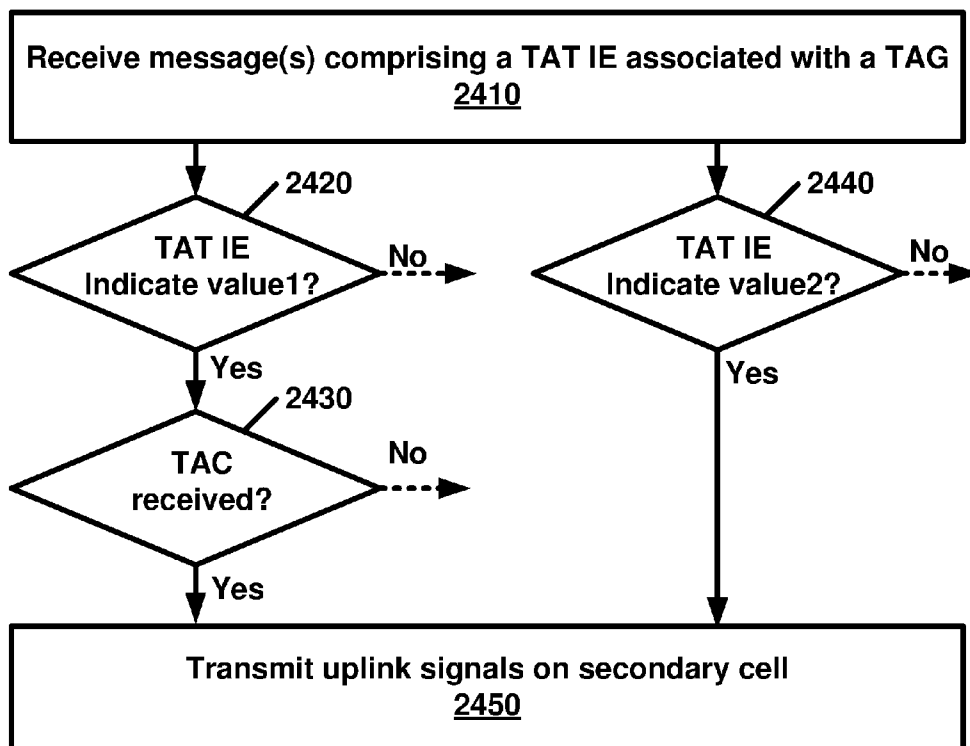 Receive message(s) comprising a TAT IE associated with a TAG
2410
2420
2440
TAT IE
Indicate value1?
No
TAT IE
Indicate value2?
No
Yes
Yes
2430
TAC
received?
No
Yes
Transmit uplink signals on secondary cell
2450